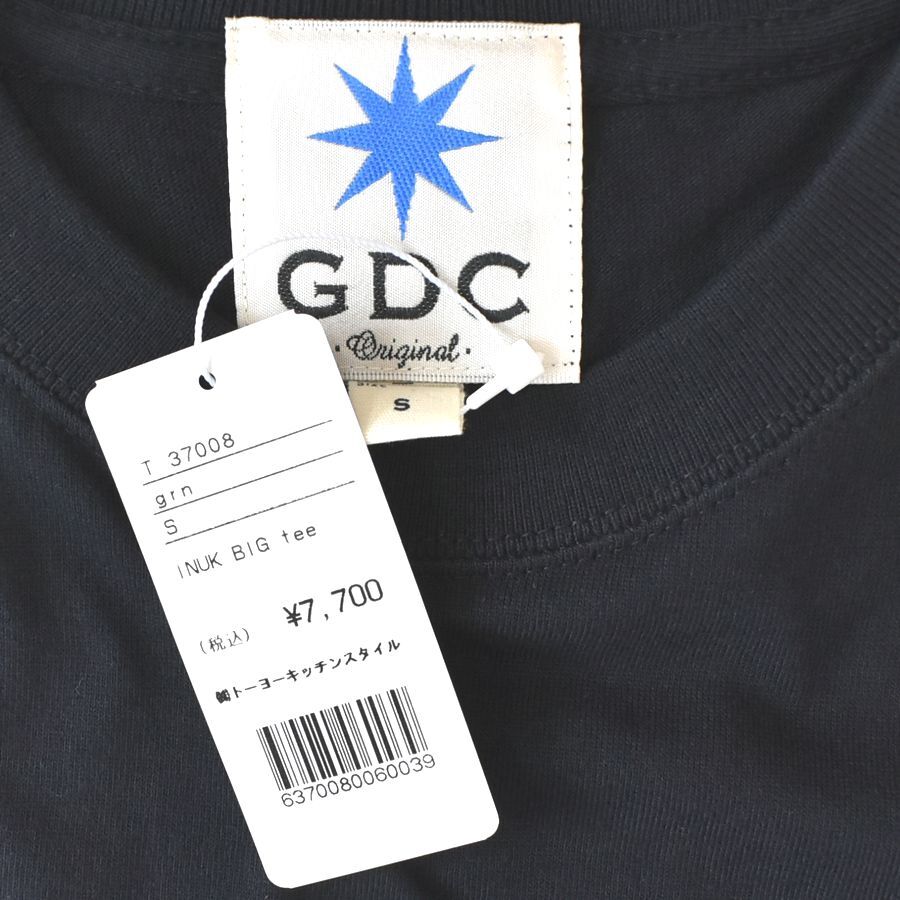 GDC
· Original ·
S
T 37008
grn
S
INUK BIG tee
¥7,700
(税込)
㈱トーヨーキッチンスタイル
6370080060039